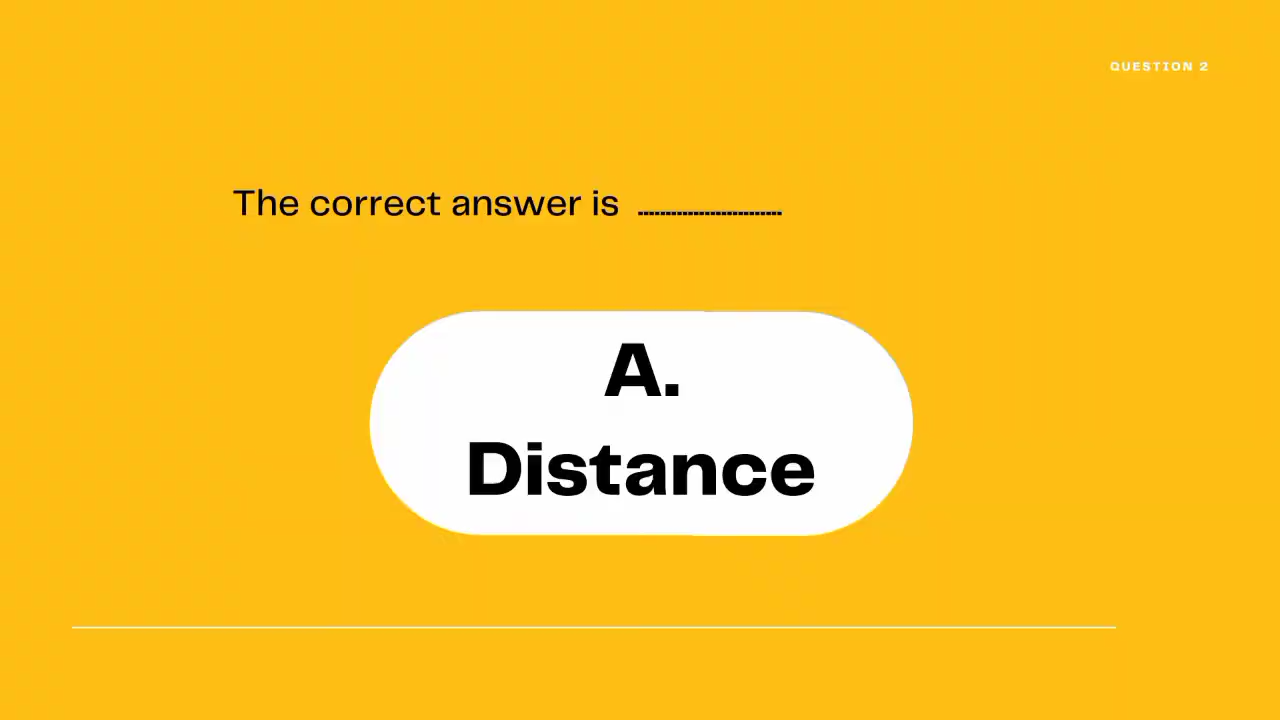 QUESTION 2
The correct answer is ..........................
A.
Distance